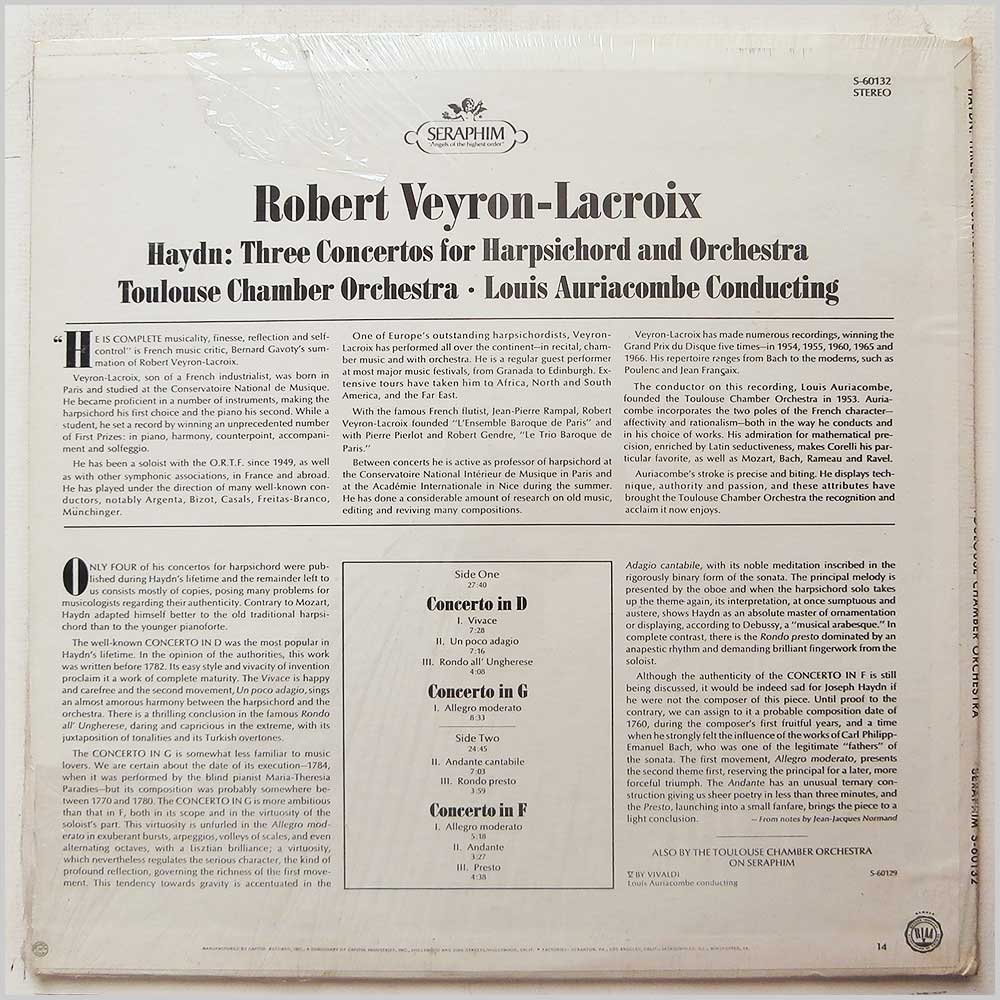 S-60132
STEREO
SERAPHIM
"Angels of the highest order"
Robert Veyron-Lacroix
Haydn: Three Concertos for Harpsichord and Orchestra
Toulouse Chamber Orchestra · Louis Auriacombe Conducting
"HE IS COMPLETE musicality, finesse, reflection and self-
control" is French music critic, Bernard Gavoty's sum-
mation of Robert Veyron-Lacroix.
Veyron-Lacroix, son of a French industrialist, was born in
Paris and studied at the Conservatoire National de Musique.
He became proficient in a number of instruments, making the
harpsichord his first choice and the piano his second. While a
student, he set a record by winning an unprecedented number
of First Prizes: in piano, harmony, counterpoint, accompani-
ment and solfeggio.
He has been a soloist with the O.R.T.F. since 1949, as well
as with other symphonic associations, in France and abroad.
He has played under the direction of many well-known con-
ductors, notably Argenta, Bizot, Casals, Freitas-Branco,
Münchinger.
One of Europe's outstanding harpsichordists, Veyron-
Lacroix has performed all over the continent—in recital, cham-
ber music and with orchestra. He is a regular guest performer
at most major music festivals, from Granada to Edinburgh. Ex-
tensive tours have taken him to Africa, North and South
America, and the Far East.
With the famous French flutist, Jean-Pierre Rampal, Robert
Veyron-Lacroix founded "L'Ensemble Baroque de Paris" and
with Pierre Pierlot and Robert Gendre, "Le Trio Baroque de
Paris."
Between concerts he is active as professor of harpsichord at
the Conservatoire National Intérieur de Musique in Paris and
at the Académie Internationale in Nice during the summer.
He has done a considerable amount of research on old music,
editing and reviving many compositions.
Veyron-Lacroix has made numerous recordings, winning the
Grand Prix du Disque five times—in 1954, 1955, 1960, 1965 and
1966. His repertoire ranges from Bach to the moderns, such as
Poulenc and Jean Françaix.
The conductor on this recording, Louis Auriacombe,
founded the Toulouse Chamber Orchestra in 1953. Auria-
combe incorporates the two poles of the French character—
affectivity and rationalism—both in the way he conducts and
in his choice of works. His admiration for mathematical pre-
cision, enriched by Latin seductiveness, makes Corelli his par-
ticular favorite, as well as Mozart, Bach, Rameau and Ravel.
Auriacombe's stroke is precise and biting. He displays tech-
nique, authority and passion, and these attributes have
brought the Toulouse Chamber Orchestra the recognition and
acclaim it now enjoys.
ONLY FOUR of his concertos for harpsichord were pub-
lished during Haydn's lifetime and the remainder left to
us consists mostly of copies, posing many problems for
musicologists regarding their authenticity. Contrary to Mozart,
Haydn adapted himself better to the old traditional harpsi-
chord than to the younger pianoforte.
The well-known CONCERTO IN D was the most popular in
Haydn's lifetime. In the opinion of the authorities, this work
was written before 1782. Its easy style and vivacity of invention
proclaim it a work of complete maturity. The Vivace is happy
and carefree and the second movement, Un poco adagio, sings
an almost amorous harmony between the harpsichord and the
orchestra. There is a thrilling conclusion in the famous Rondo
all' Ungherese, daring and capricious in the extreme, with its
juxtaposition of tonalities and its Turkish overtones.
The CONCERTO IN G is somewhat less familiar to music
lovers. We are certain about the date of its execution—1784,
when it was performed by the blind pianist Maria-Theresia
Paradies—but its composition was probably somewhere be-
tween 1770 and 1780. The CONCERTO IN G is more ambitious
than that in F, both in its scope and in the virtuosity of the
soloist's part. This virtuosity is unfurled in the Allegro mod-
erato in exuberant bursts, arpeggios, volleys of scales, and even
alternating octaves, with a Lisztian brilliance; a virtuosity,
which nevertheless regulates the serious character, the kind of
profound reflection, governing the richness of the first move-
ment. This tendency towards gravity is accentuated in the
Side One
27:40
Concerto in D
I. Vivace
7:28
II. Un poco adagio
7:16
III. Rondo all' Ungherese
4:08
Concerto in G
I. Allegro moderato
8:33
Side Two
24:45
II. Andante cantabile
7:03
III. Rondo presto
3:59
Concerto in F
I. Allegro moderato
5:18
II. Andante
3:27
III. Presto
4:38
Adagio cantabile, with its noble meditation inscribed in the
rigorously binary form of the sonata. The principal melody is
presented by the oboe and when the harpsichord solo takes
up the theme again, its interpretation, at once sumptuous and
austere, shows Haydn as an absolute master of ornamentation
or displaying, according to Debussy, a "musical arabesque." In
complete contrast, there is the Rondo presto dominated by an
anapestic rhythm and demanding brilliant fingerwork from the
soloist.
Although the authenticity of the CONCERTO IN F is still
being discussed, it would be indeed sad for Joseph Haydn if
he were not the composer of this piece. Until proof to the
contrary, we can assign to it a probable composition date of
1760, during the composer's first fruitful years, and a time
when he strongly felt the influence of the works of Carl Philipp-
Emanuel Bach, who was one of the legitimate "fathers" of
the sonata. The first movement, Allegro moderato, presents
the second theme first, reserving the principal for a later, more
forceful triumph. The Andante has an unusual ternary con-
struction giving us sheer poetry in less than three minutes, and
the Presto, launching into a small fanfare, brings the piece to a
light conclusion. — From notes by Jean-Jacques Normand
ALSO BY THE TOULOUSE CHAMBER ORCHESTRA
ON SERAPHIM
V BY VIVALDI S-60129
Louis Auriacombe conducting
MANUFACTURED BY CAPITOL RECORDS, INC., A SUBSIDIARY OF CAPITOL INDUSTRIES, INC., HOLLYWOOD AND VINE STREETS, HOLLYWOOD, CALIF. • FACTORIES: SCRANTON, PA., LOS ANGELES, CALIF., JACKSONVILLE, ILL., WINCHESTER, VA.
14
RIAA
TOULOUSE CHAMBER ORCHESTRA
SERAPHIM S-60132